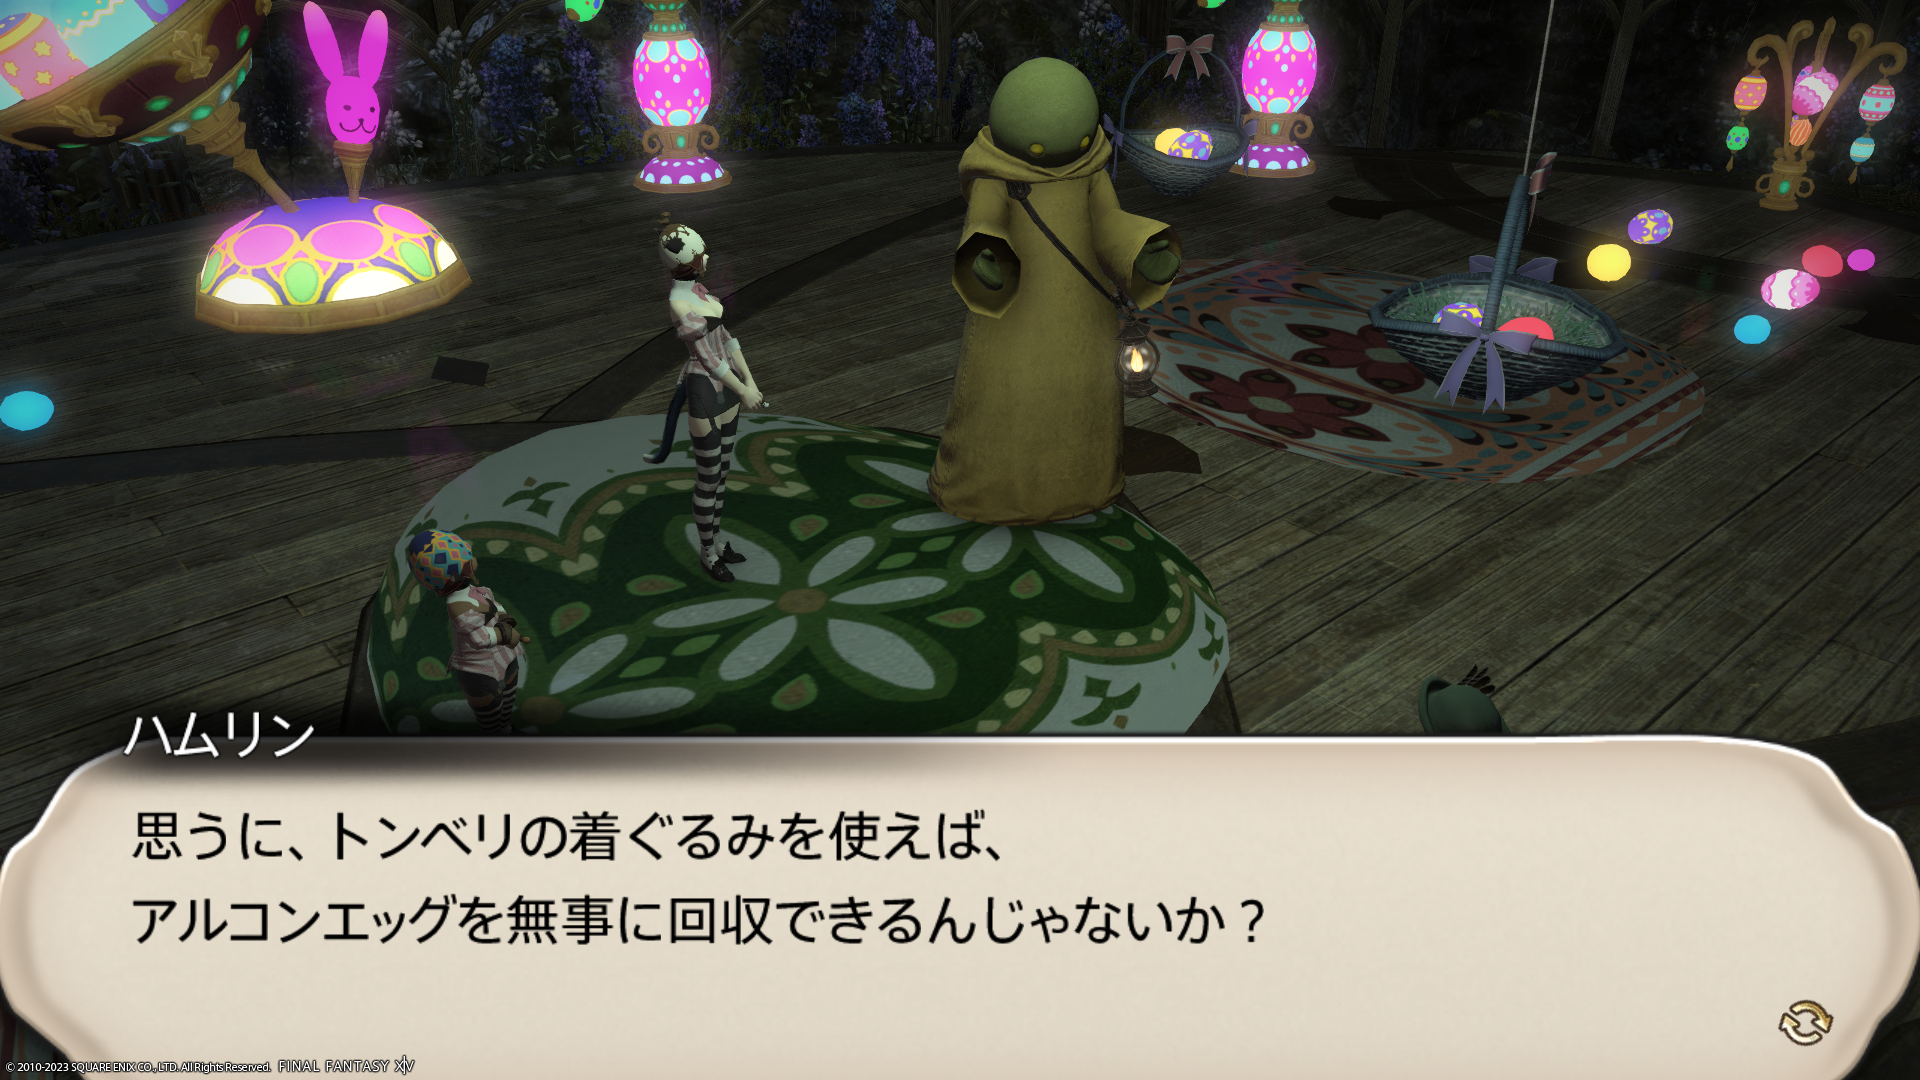 ハムリン
思うに、トンベリの着ぐるみを使えば、
アルコンエッグを無事に回収できるんじゃないか？
© 2010-2023 SQUARE ENIX CO., LTD. All Rights Reserved. FINAL FANTASY XIV